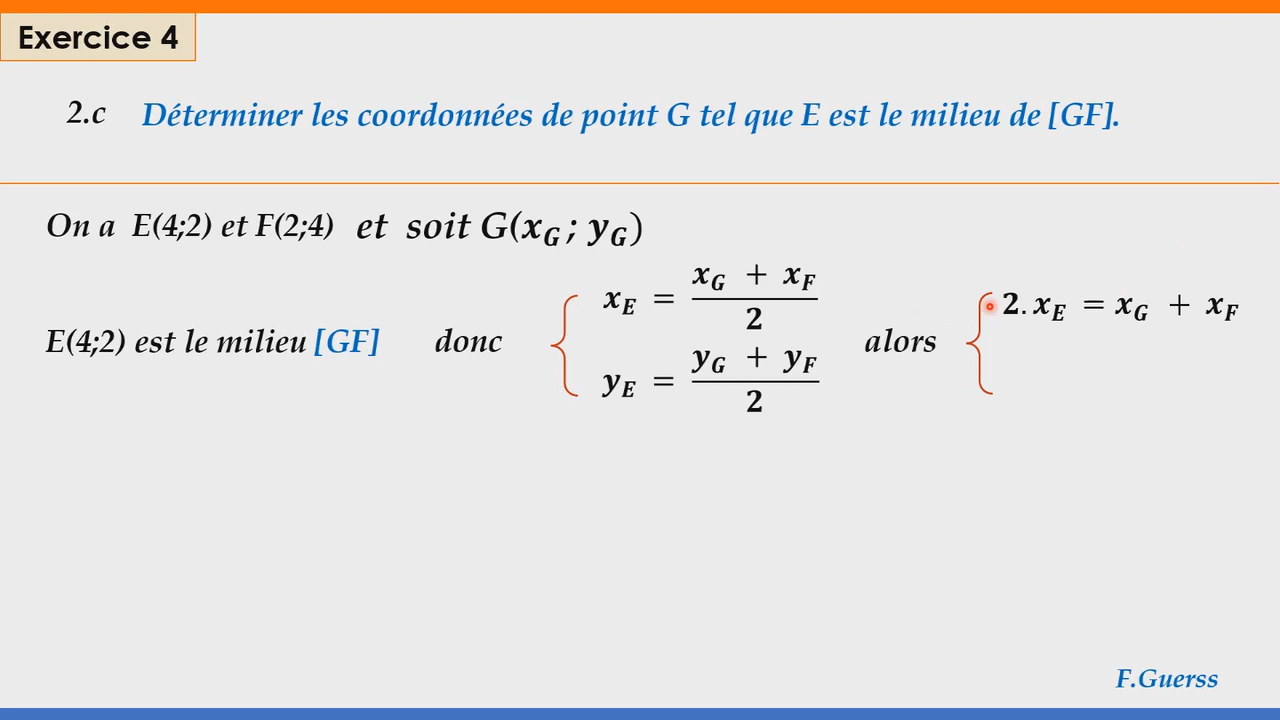 Exercice 4
2.c Déterminer les coordonnées de point G tel que E est le milieu de [GF].
On a E(4;2) et F(2;4) et soit G(x_G ; y_G)
E(4;2) est le milieu [GF] donc { x_E = (x_G + x_F)/2 alors { 2. x_E = x_G + x_F
y_E = (y_G + y_F)/2
F.Guerss